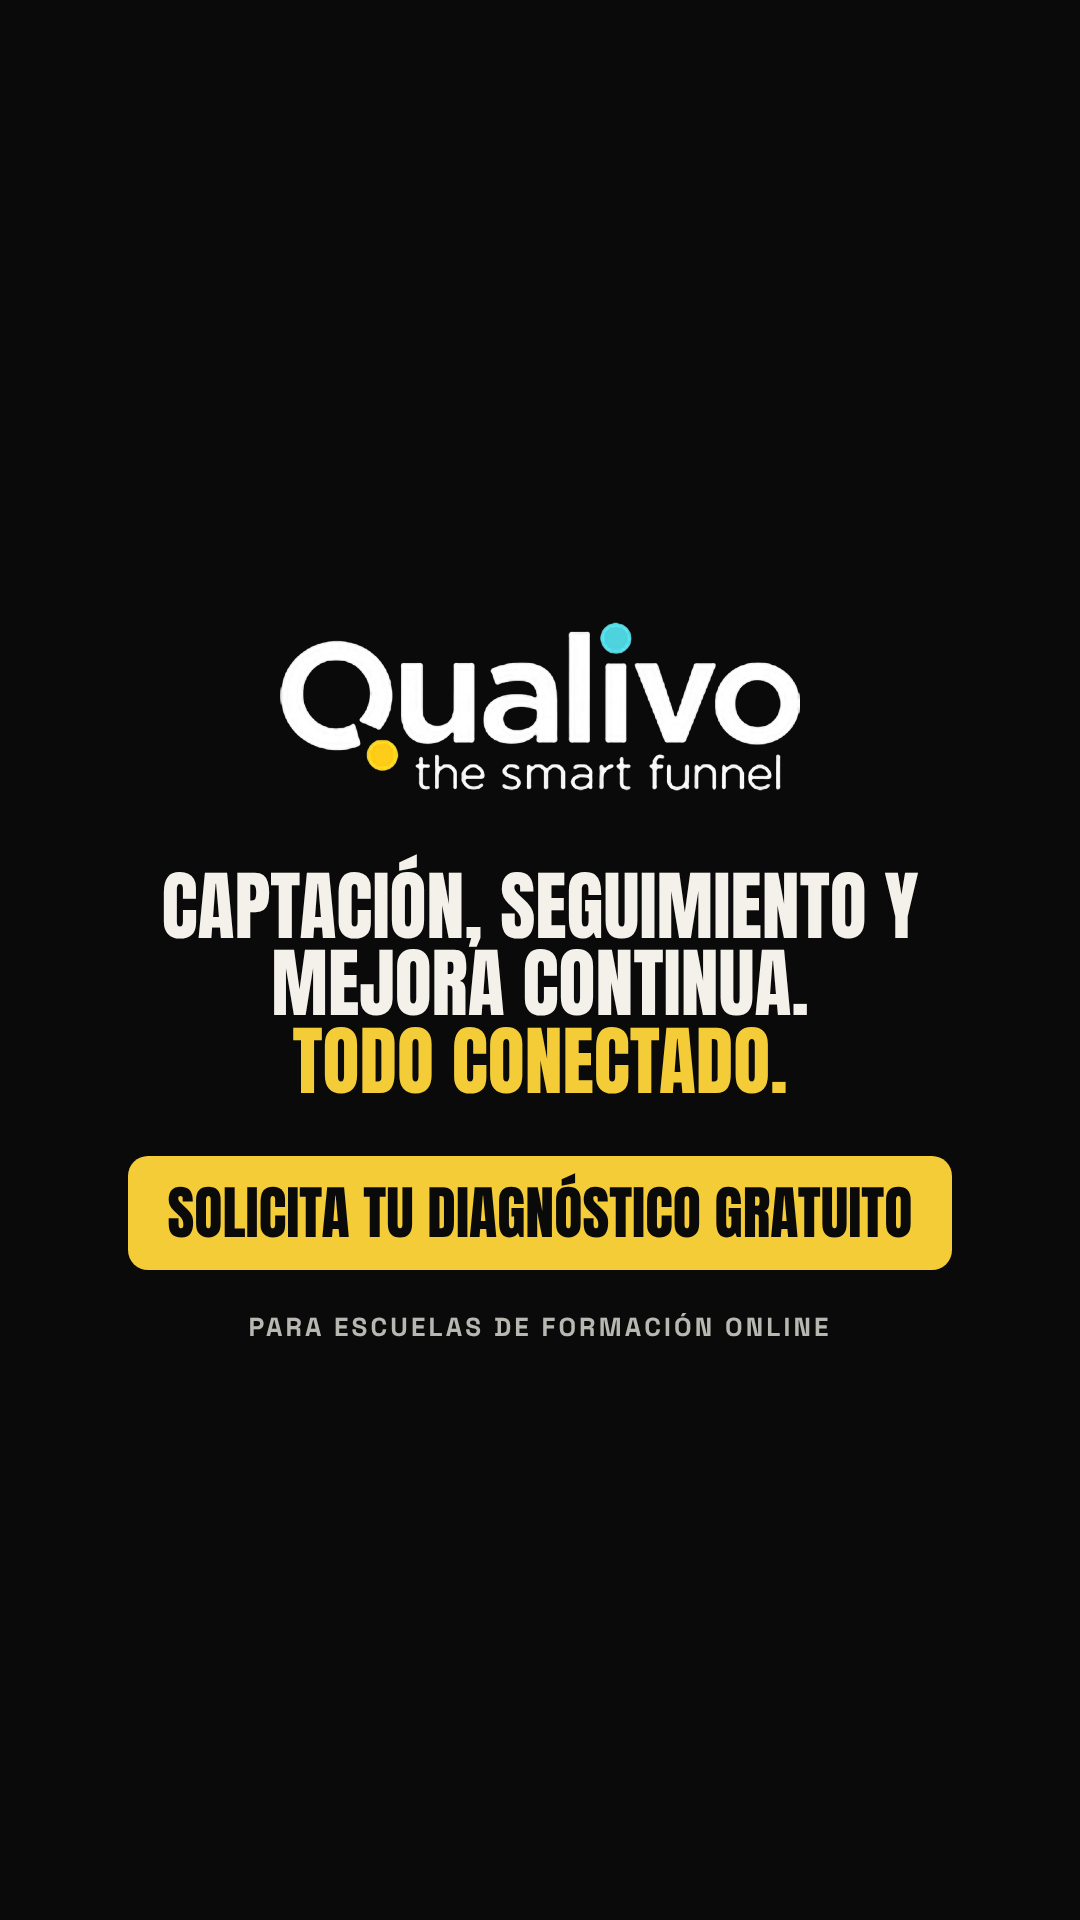 Qualivo
the smart funnel
CAPTACIÓN, SEGUIMIENTO Y
MEJORA CONTINUA.
TODO CONECTADO.
SOLICITA TU DIAGNÓSTICO GRATUITO
PARA ESCUELAS DE FORMACIÓN ONLINE